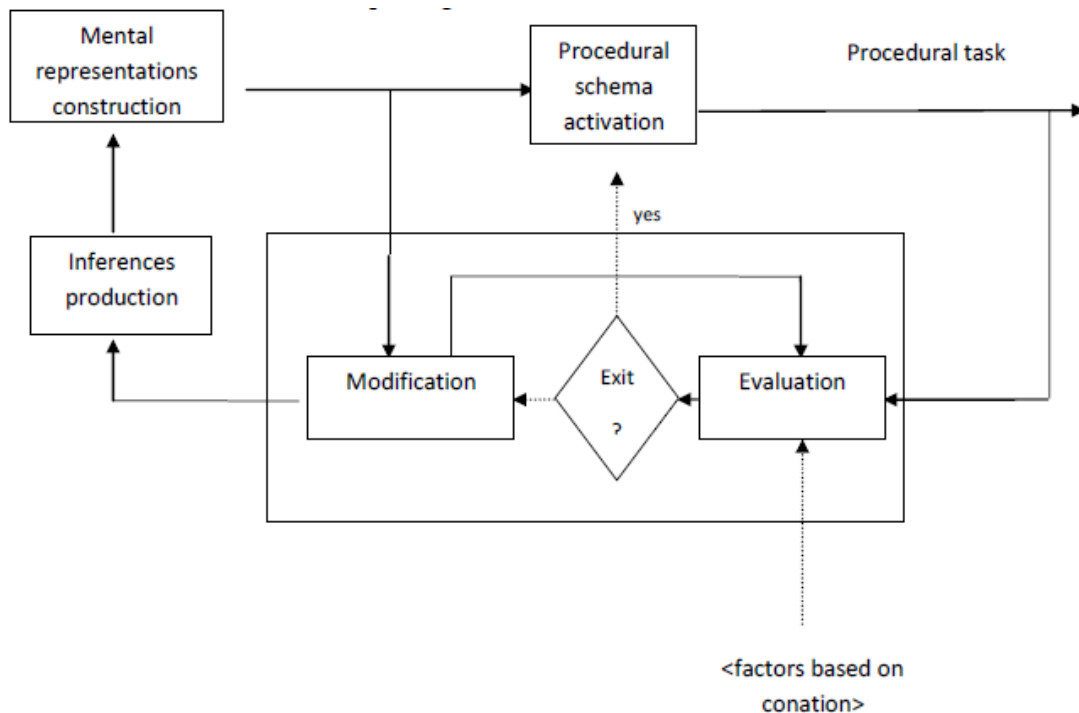 Mental
representations
construction
Procedural
schema
activation
Procedural task
yes
Inferences
production
Modification
Exit
?
Evaluation
<factors based on
conation>